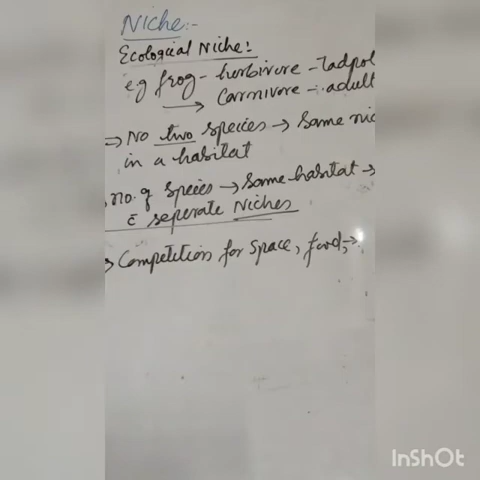 Niche:-
Ecological Niche:
eg frog - herbivore - Tadpol
→ Carnivore - adult
→ No two species → Same nic
in a habitat
no. of species → Same habitat →
c̄ seperate Niches
→ Competition for space, food, →
InShOt